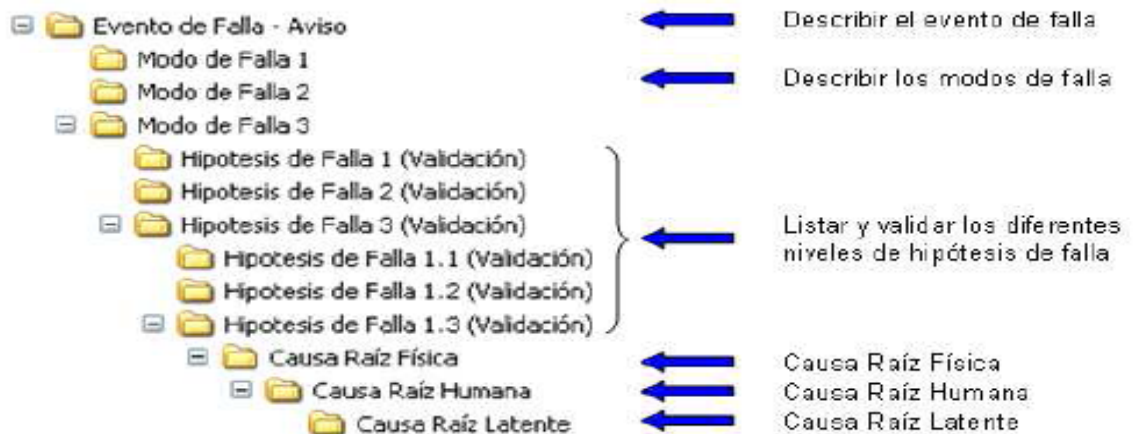 Evento de Falla - Aviso
Modo de Falla 1
Modo de Falla 2
Modo de Falla 3
Hipotesis de Falla 1 (Validación)
Hipotesis de Falla 2 (Validación)
Hipotesis de Falla 3 (Validación)
Hipotesis de Falla 1.1 (Validación)
Hipotesis de Falla 1.2 (Validación)
Hipotesis de Falla 1.3 (Validación)
Causa Raíz Física
Causa Raíz Humana
Causa Raíz Latente
Describir el evento de falla
Describir los modos de falla
Listar y validar los diferentes
niveles de hipótesis de falla
Causa Raíz Física
Causa Raíz Humana
Causa Raíz Latente